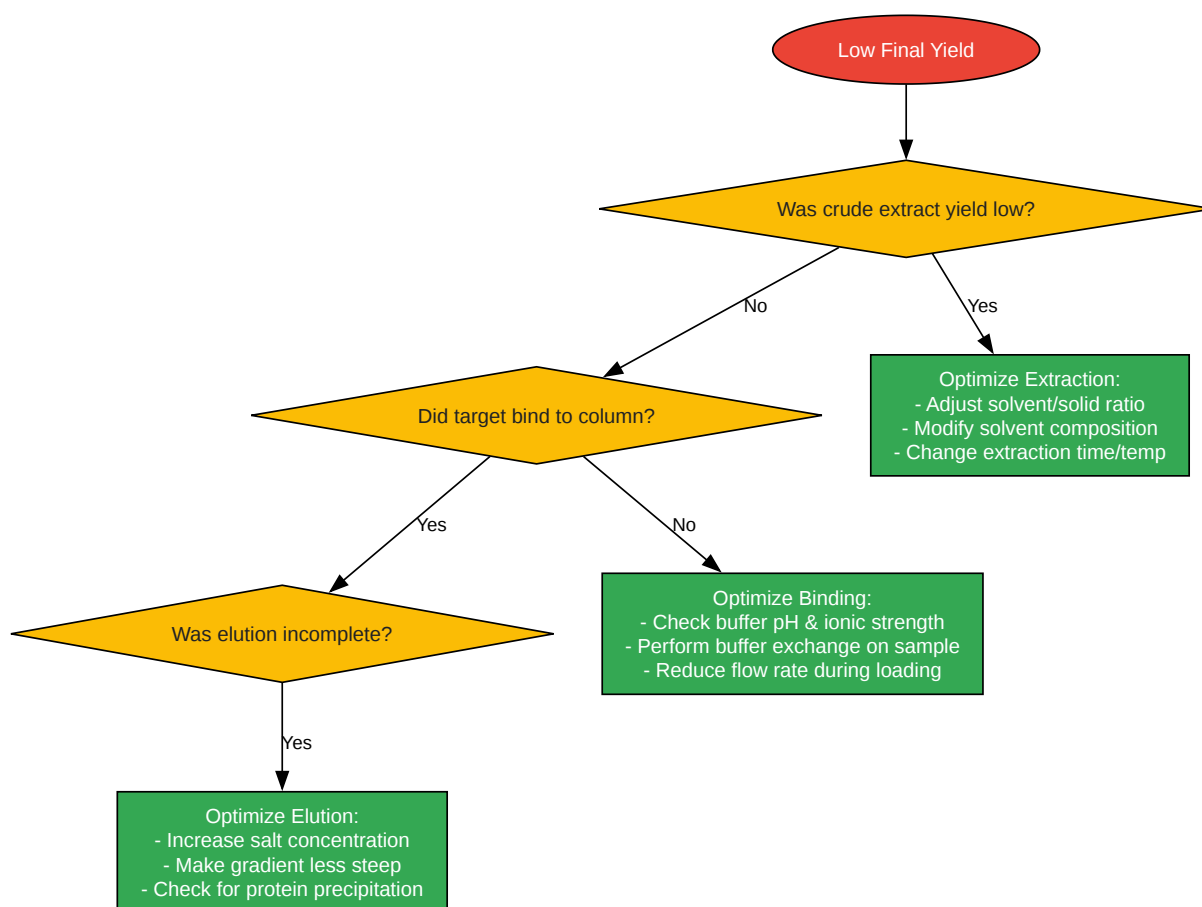 Low Final Yield
Was crude extract yield low?
No
Yes
Optimize Extraction:
- Adjust solvent/solid ratio
- Modify solvent composition
- Change extraction time/temp
Did target bind to column?
Yes
No
Optimize Binding:
- Check buffer pH & ionic strength
- Perform buffer exchange on sample
- Reduce flow rate during loading
Was elution incomplete?
Yes
Optimize Elution:
- Increase salt concentration
- Make gradient less steep
- Check for protein precipitation